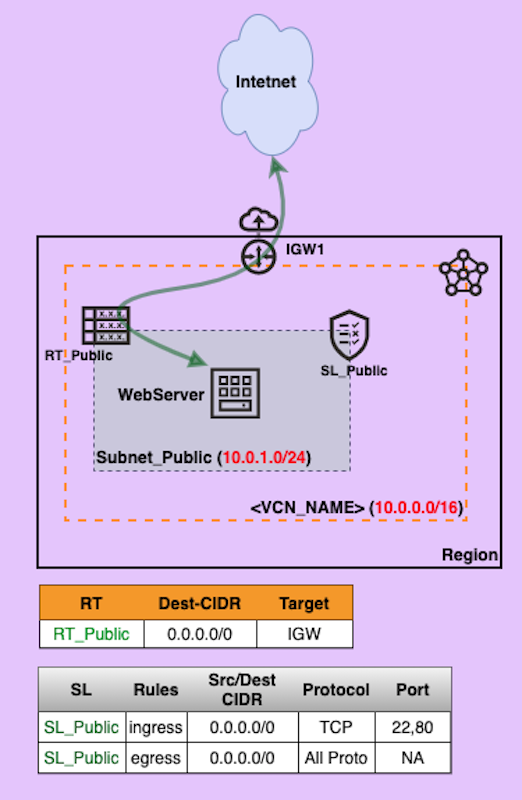 Intetnet
IGW1
RT_Public
SL_Public
WebServer
Subnet_Public (10.0.1.0/24)
<VCN_NAME> (10.0.0.0/16)
Region
RT Dest-CIDR Target
RT_Public 0.0.0.0/0 IGW
SL Rules Src/Dest CIDR Protocol Port
SL_Public ingress 0.0.0.0/0 TCP 22,80
SL_Public egress 0.0.0.0/0 All Proto NA